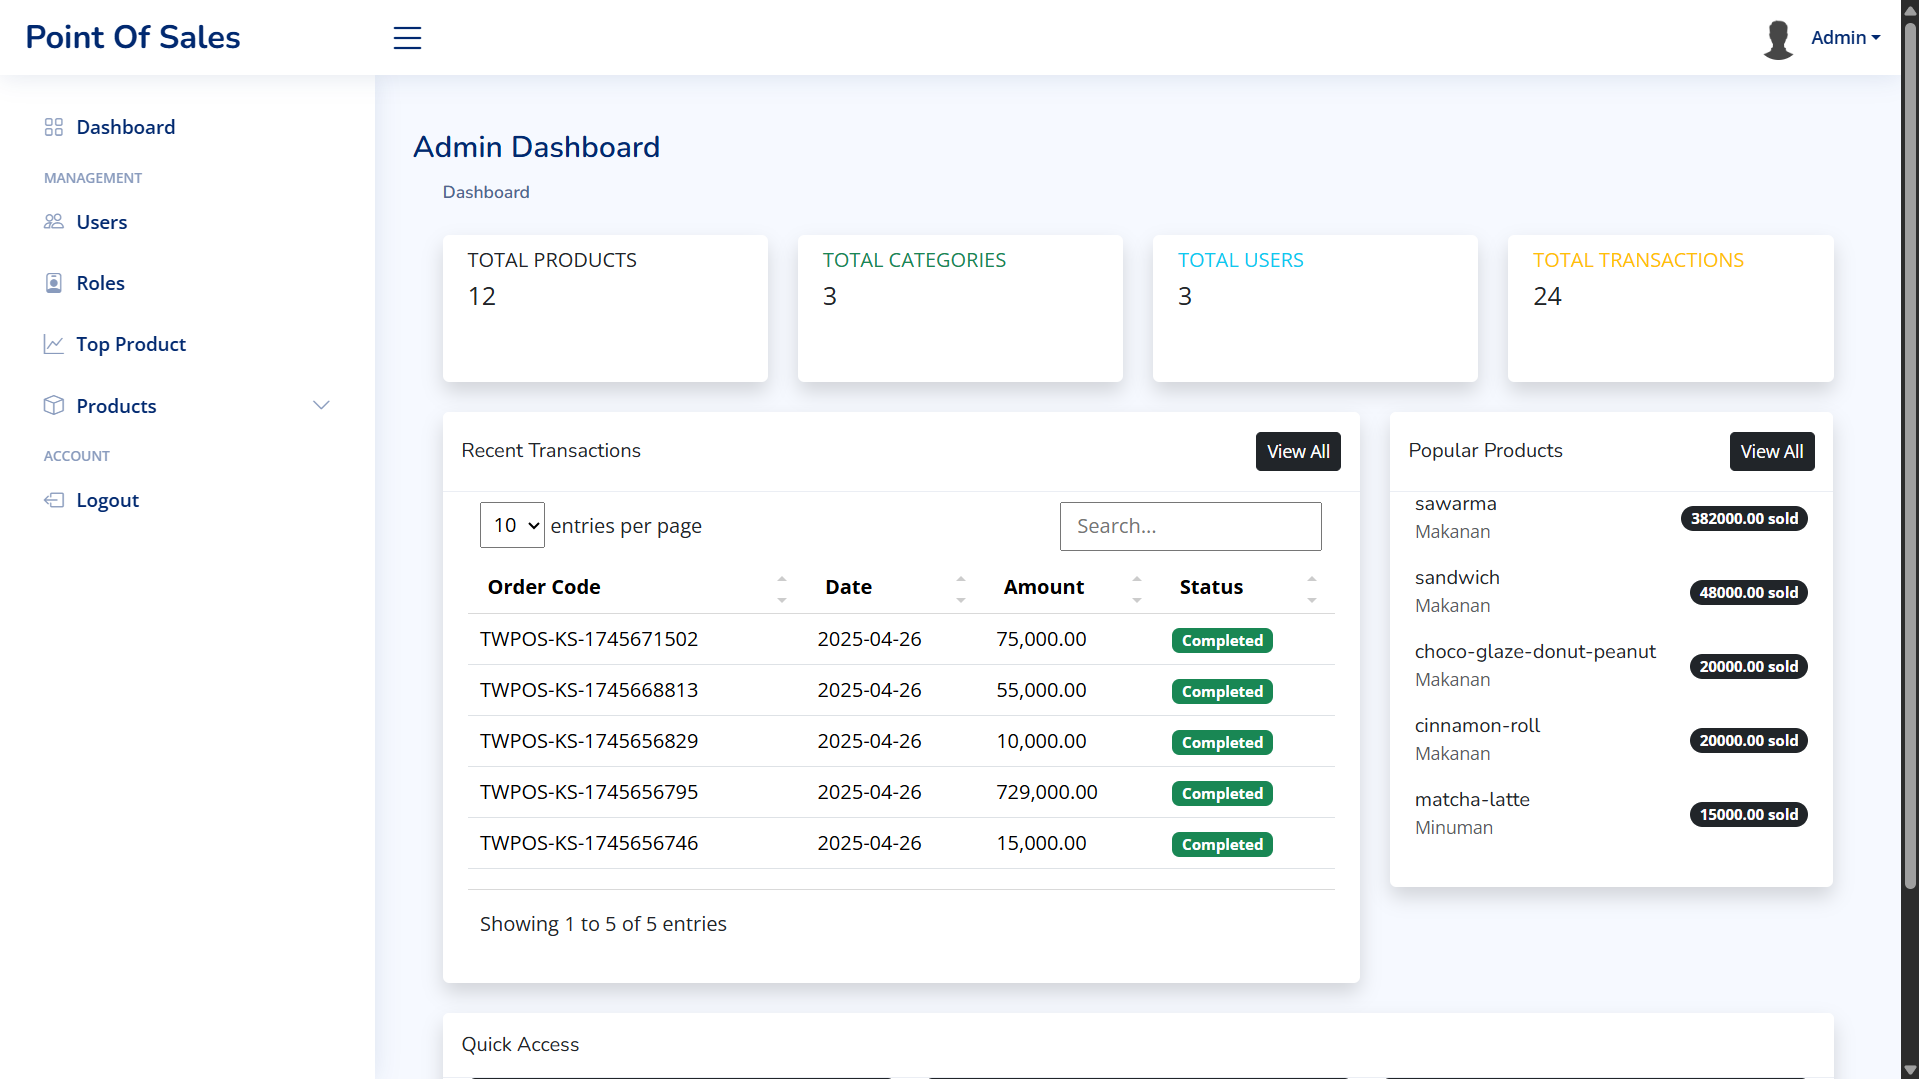 Point Of Sales
Admin
Dashboard
MANAGEMENT
Users
Roles
Top Product
Products
ACCOUNT
Logout
Admin Dashboard
Dashboard
TOTAL PRODUCTS
12
TOTAL CATEGORIES
3
TOTAL USERS
3
TOTAL TRANSACTIONS
24
Recent Transactions
View All
10 entries per page
Search...
Order Code Date Amount Status
TWPOS-KS-1745671502 2025-04-26 75,000.00 Completed
TWPOS-KS-1745668813 2025-04-26 55,000.00 Completed
TWPOS-KS-1745656829 2025-04-26 10,000.00 Completed
TWPOS-KS-1745656795 2025-04-26 729,000.00 Completed
TWPOS-KS-1745656746 2025-04-26 15,000.00 Completed
Showing 1 to 5 of 5 entries
Popular Products
View All
sawarma
Makanan
382000.00 sold
sandwich
Makanan
48000.00 sold
choco-glaze-donut-peanut
Makanan
20000.00 sold
cinnamon-roll
Makanan
20000.00 sold
matcha-latte
Minuman
15000.00 sold
Quick Access